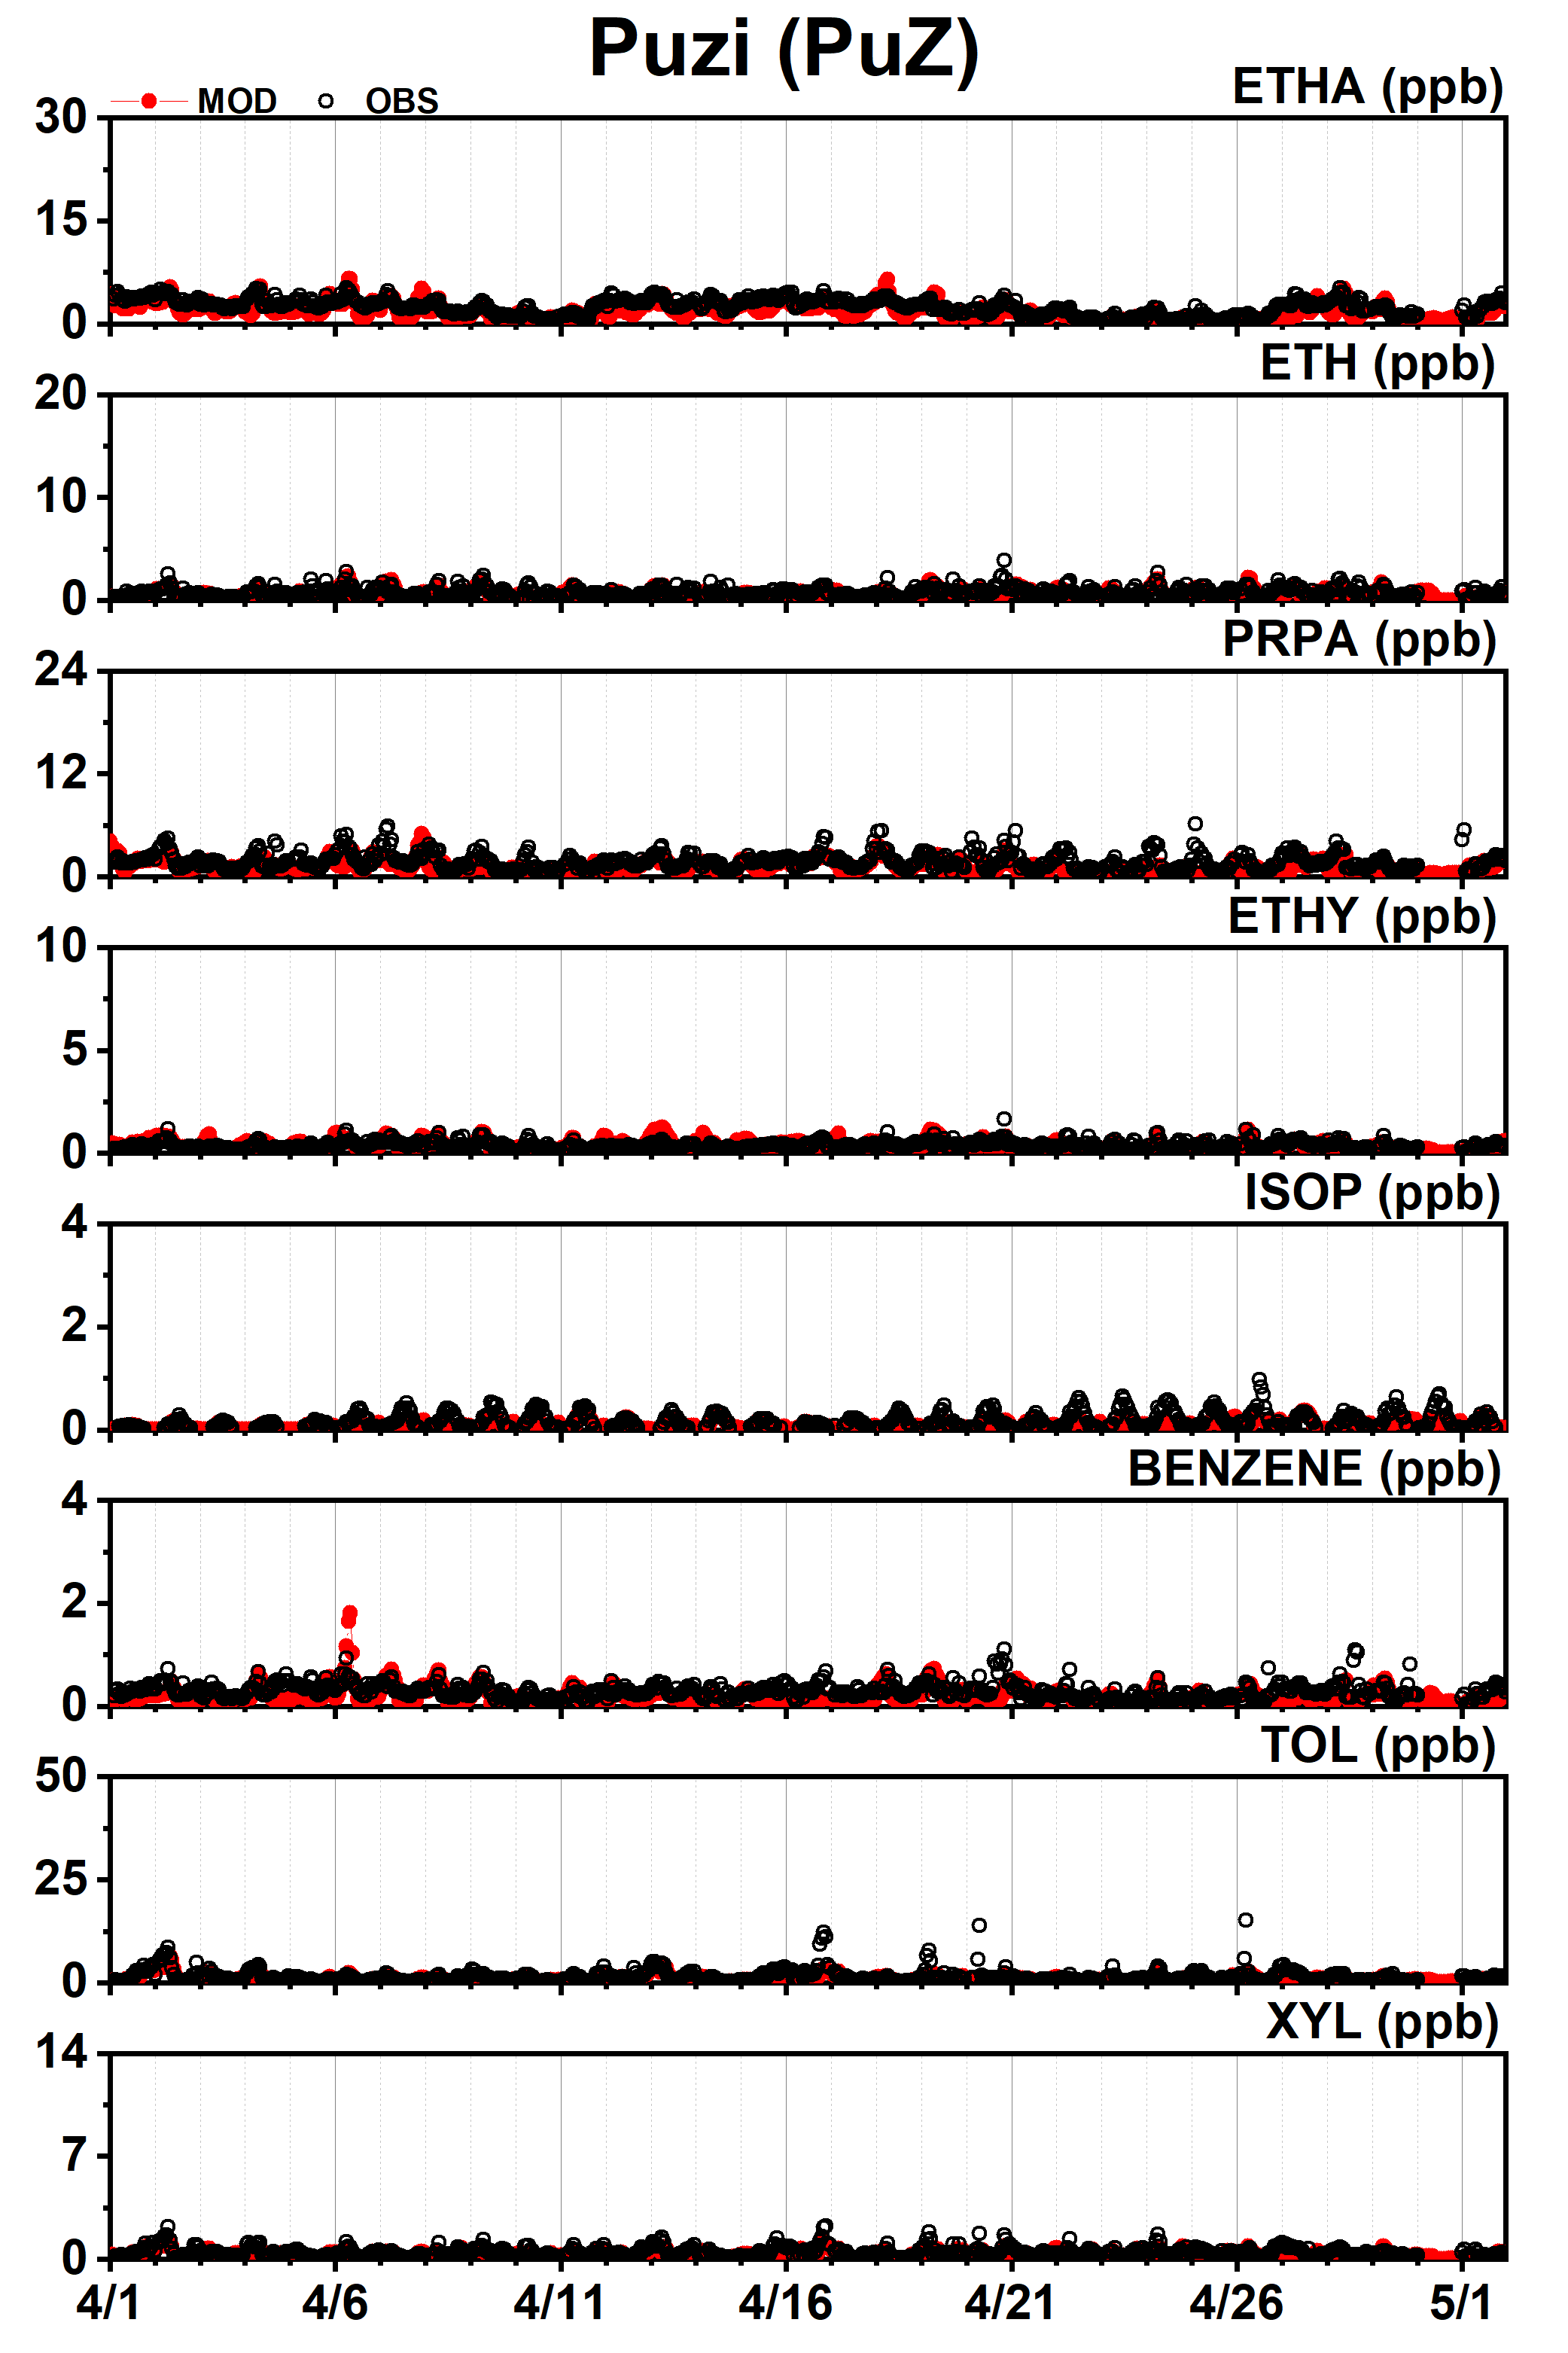 Puzi (PuZ)
MOD OBS
ETHA (ppb)
30
15
0
ETH (ppb)
20
10
0
PRPA (ppb)
24
12
0
ETHY (ppb)
10
5
0
ISOP (ppb)
4
2
0
BENZENE (ppb)
4
2
0
TOL (ppb)
50
25
0
XYL (ppb)
14
7
0
4/1 4/6 4/11 4/16 4/21 4/26 5/1